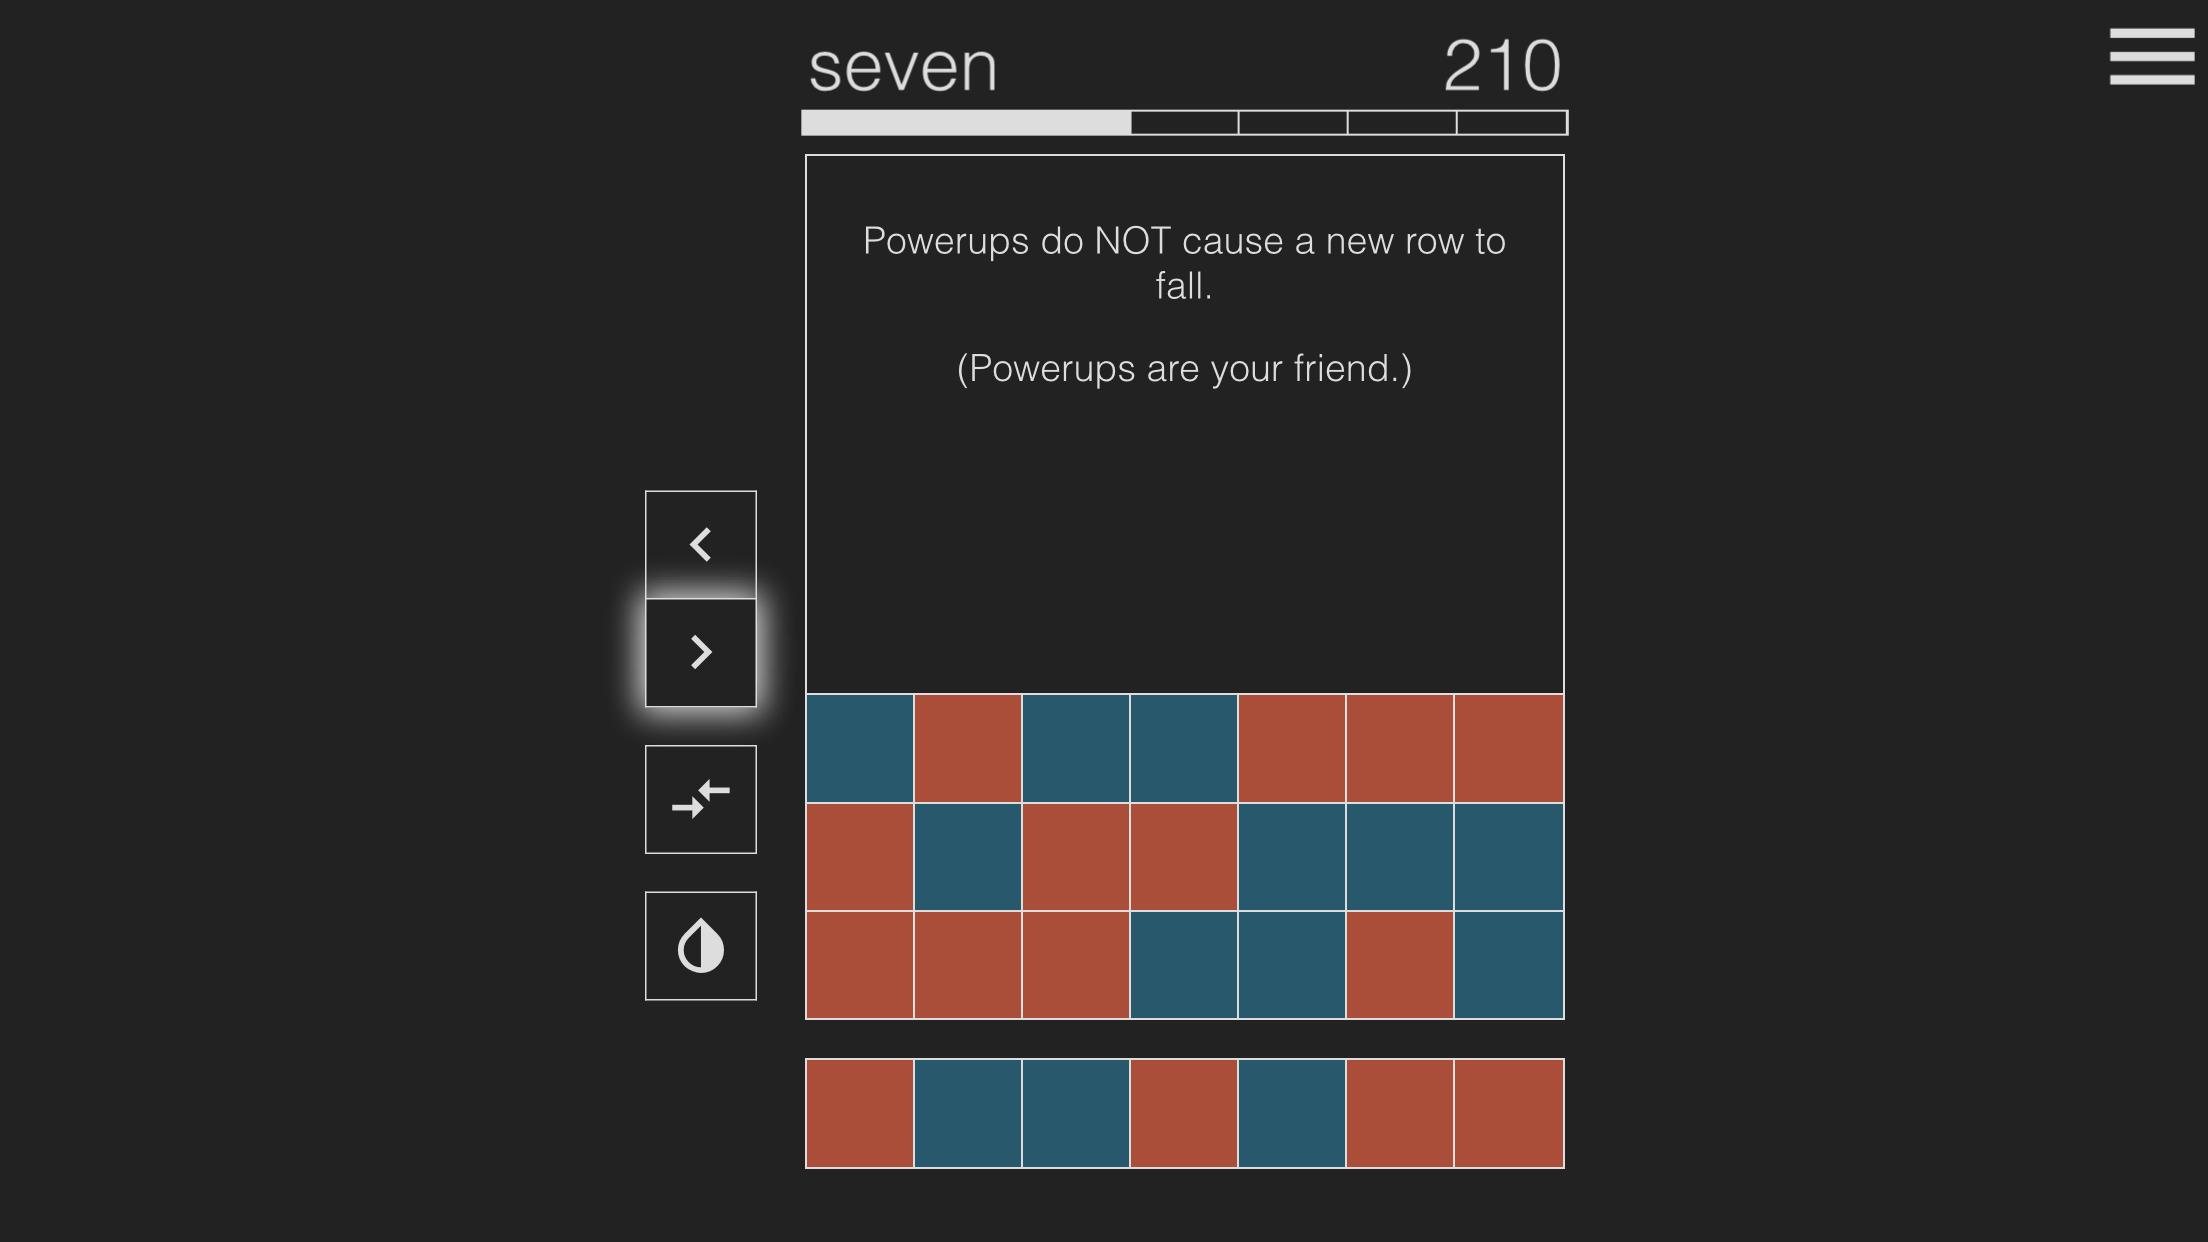 seven
210
Powerups do NOT cause a new row to
fall.
(Powerups are your friend.)